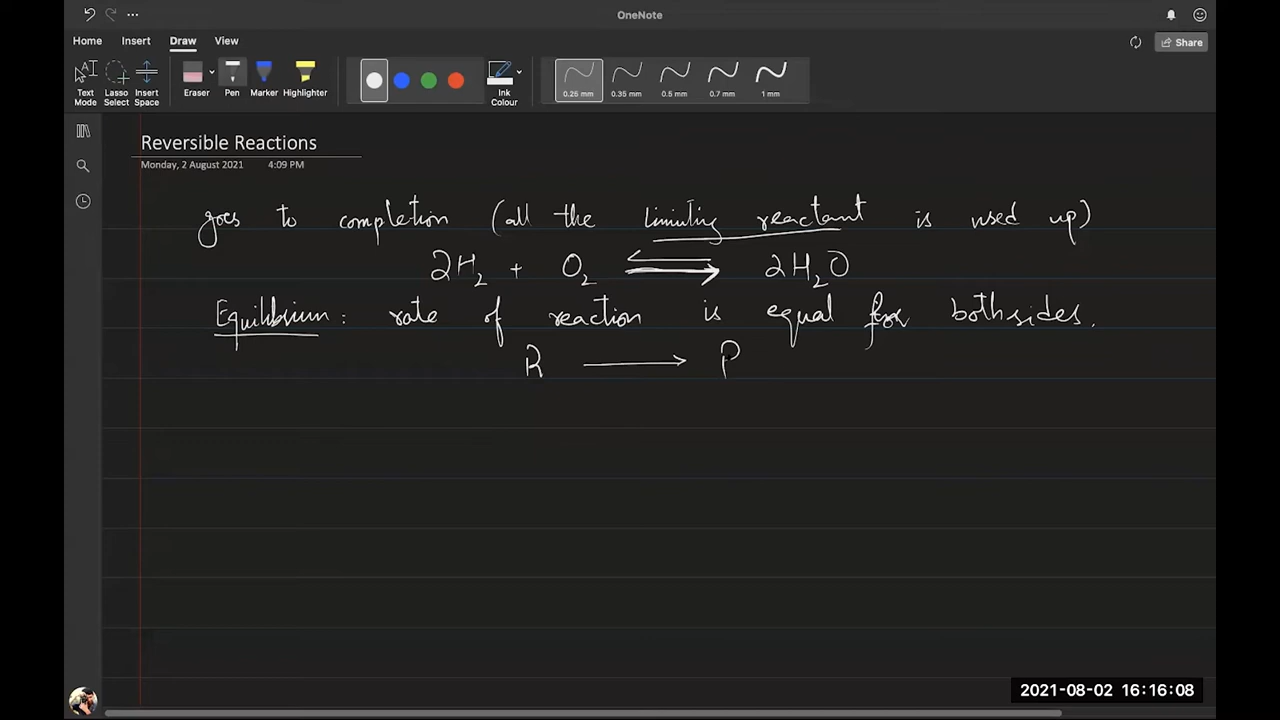 OneNote
Home Insert Draw View
Share
Text Mode
Lasso Select
Insert Space
Eraser
Pen
Marker
Highlighter
Ink Colour
0.25 mm 0.35 mm 0.5 mm 0.7 mm 1 mm
Reversible Reactions
Monday, 2 August 2021 4:09 PM
goes to completion (all the limiting reactant is used up)
2H₂ + O₂ ⇌ 2H₂O
Equilibrium: rate of reaction is equal for both sides.
R → P
2021-08-02 16:16:08